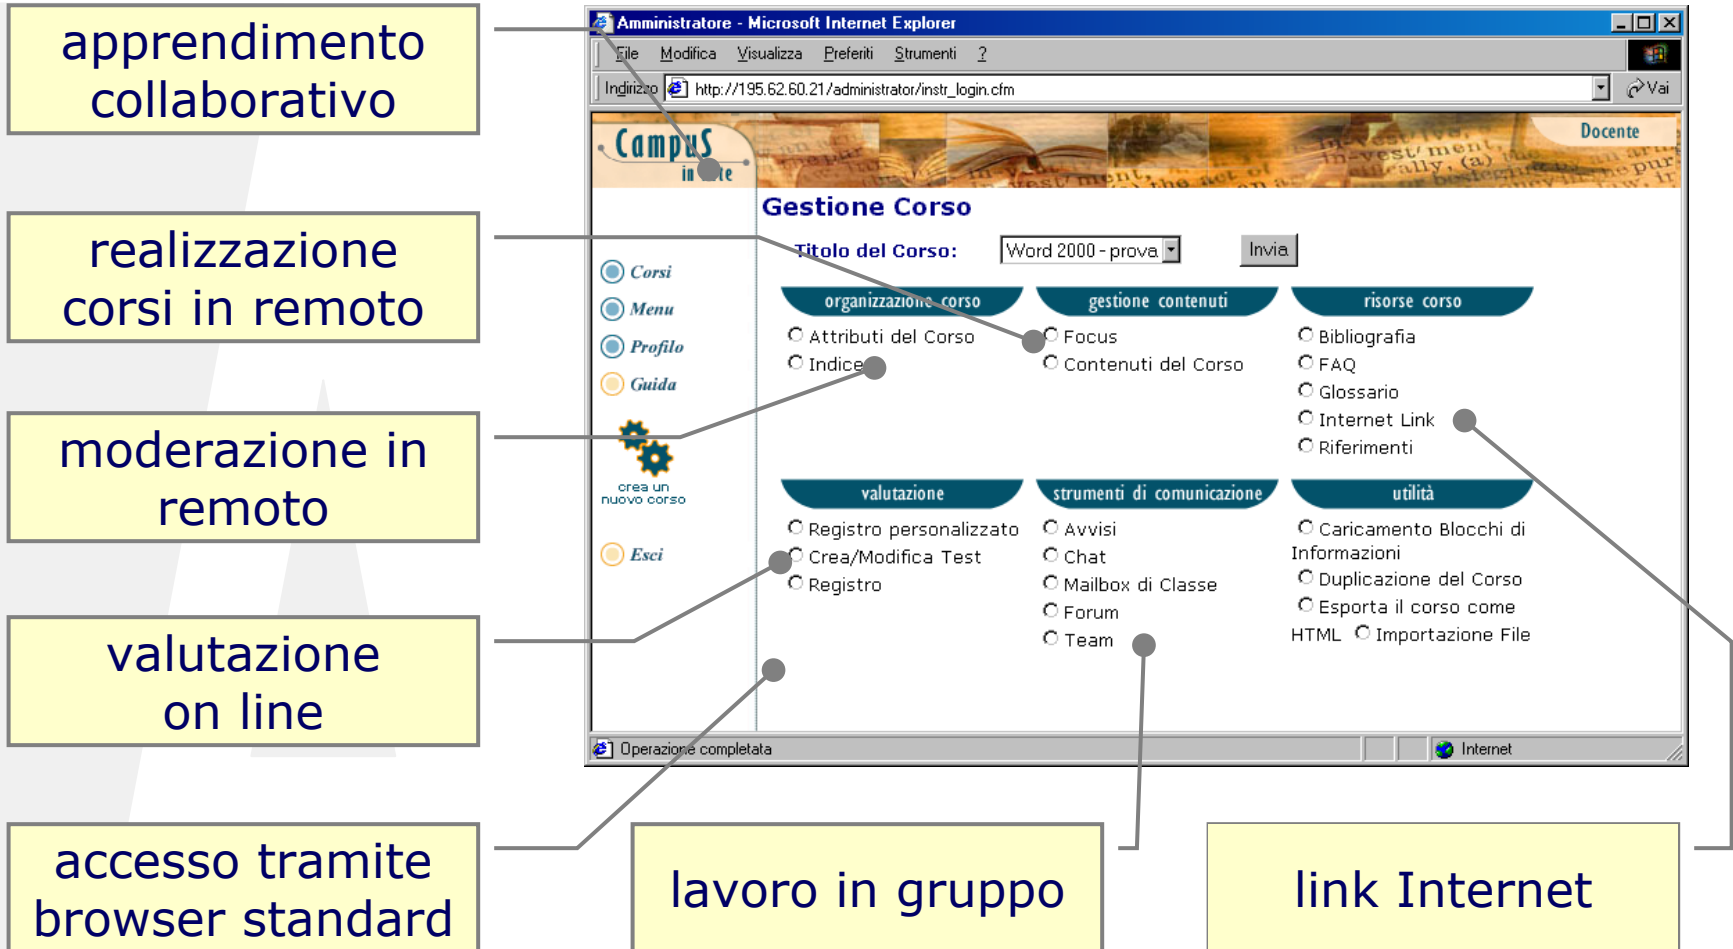 apprendimento
collaborativo
realizzazione
corsi in remoto
moderazione in
remoto
valutazione
on line
accesso tramite
browser standard
lavoro in gruppo
link Internet
Amministratore - Microsoft Internet Explorer
File Modifica Visualizza Preferiti Strumenti ?
Indirizzo http://195.62.60.21/administrator/instr_login.cfm Vai
Campus
in
Docente
Gestione Corso
Titolo del Corso: Word 2000 - prova Invia
Corsi
Menu
Profilo
Guida
crea un
nuovo corso
Esci
organizzazione corso
Attributi del Corso
Indice
gestione contenuti
Focus
Contenuti del Corso
risorse corso
Bibliografia
FAQ
Glossario
Internet Link
Riferimenti
valutazione
Registro personalizzato
Crea/Modifica Test
Registro
strumenti di comunicazione
Avvisi
Chat
Mailbox di Classe
Forum
Team
utilità
Caricamento Blocchi di
Informazioni
Duplicazione del Corso
Esporta il corso come
HTML Importazione File
Operazione completata
Internet